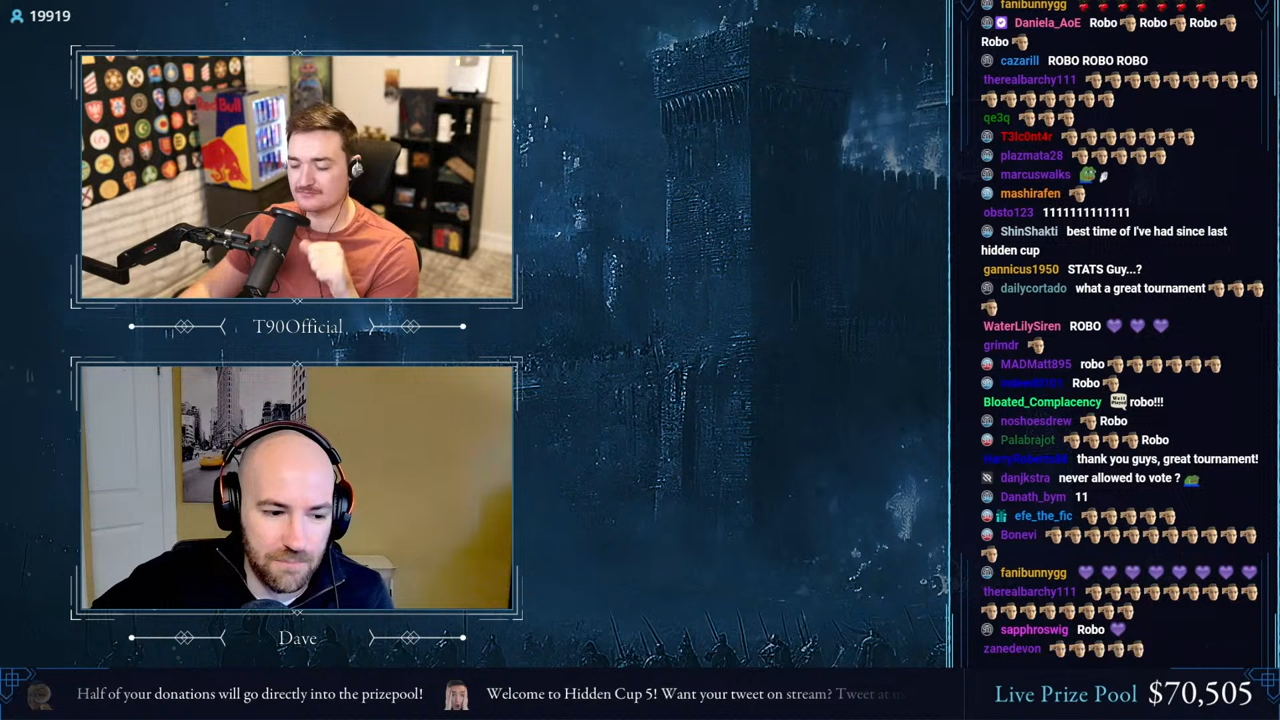 19919
Red Bull
T90Official
Dave
fanibunnygg
Daniela_AoE Robo Robo Robo
Robo
cazarill ROBO ROBO ROBO
therealbarchy111
qe3q
T3lc0nt4r
plazmata28
marcuswalks
mashirafen
obsto123 111111111111
ShinShakti best time of I've had since last
hidden cup
gannicus1950 STATS Guy...?
dailycortado what a great tournament
WaterLilySiren ROBO
grimdr
MADMatt895 robo
Robo
Bloated_Complacency robo!!!
noshoesdrew Robo
Palabrajot Robo
thank you guys, great tournament!
danjkstra never allowed to vote ?
Danath_bym 11
efe_the_fic
Bonevi
fanibunnygg
therealbarchy111
sapphroswig Robo
zanedevon
Half of your donations will go directly into the prizepool!
Welcome to Hidden Cup 5! Want your tweet on stream? Tweet at
Live Prize Pool $70,505